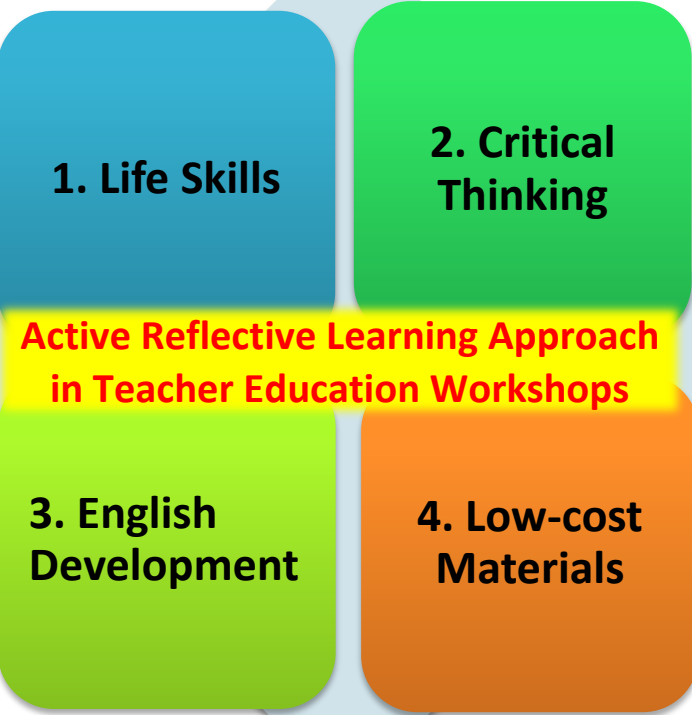 1. Life Skills
2. Critical
Thinking
Active Reflective Learning Approach
in Teacher Education Workshops
3. English
Development
4. Low-cost
Materials